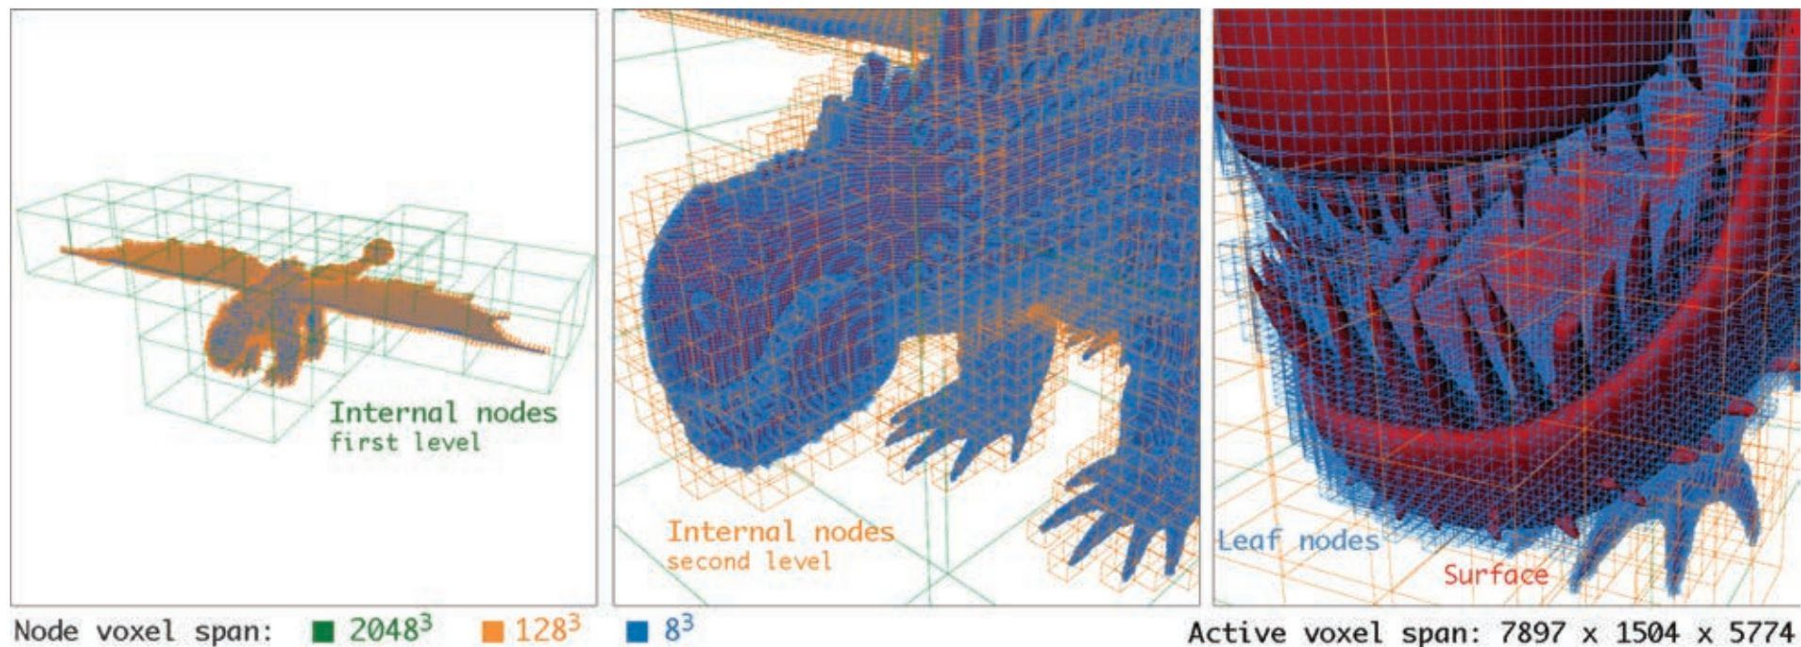 Internal nodes
first level
Internal nodes
second level
Leaf nodes
Surface
Node voxel span: 2048³ 128³ 8³
Active voxel span: 7897 x 1504 x 5774